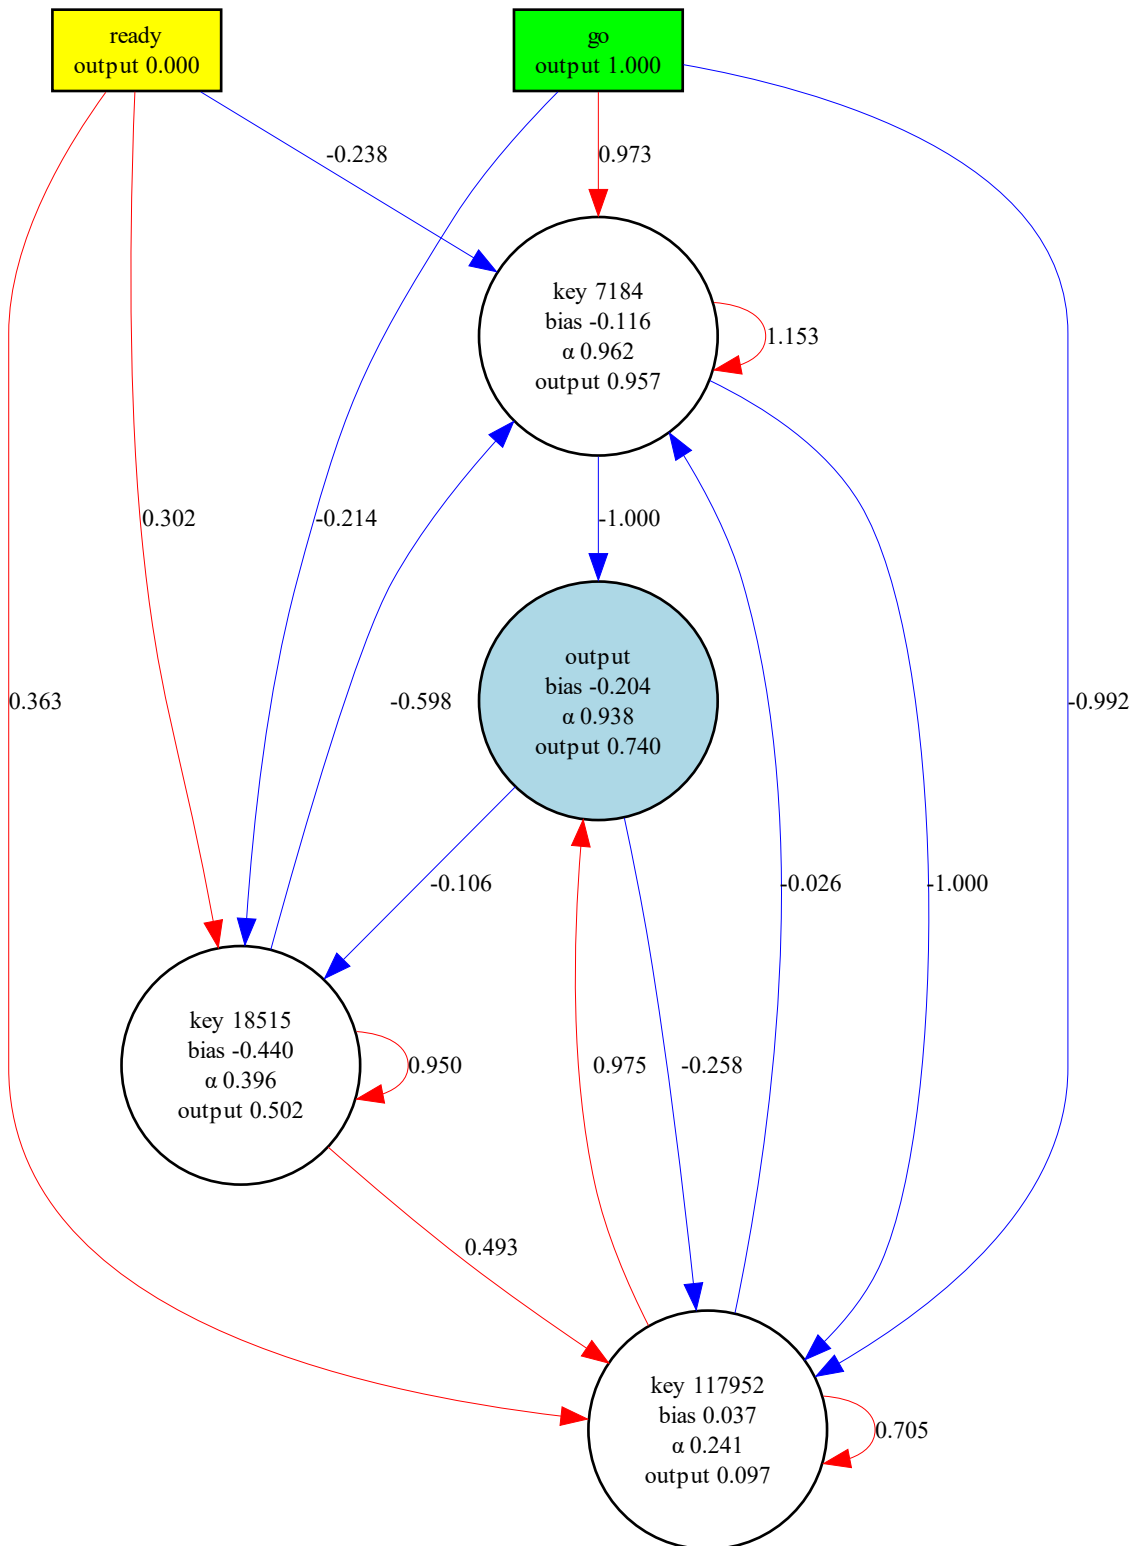 ready
output 0.000
go
output 1.000
-0.238
0.973
key 7184
bias -0.116
α 0.962
output 0.957
1.153
0.302
-0.214
-1.000
output
bias -0.204
α 0.938
output 0.740
0.363
-0.598
-0.992
-0.106
-0.026
-1.000
key 18515
bias -0.440
α 0.396
output 0.502
0.950
0.975
-0.258
0.493
key 117952
bias 0.037
α 0.241
output 0.097
0.705